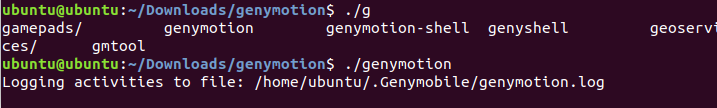 ubuntu@ubuntu:~/Downloads/genymotion$ ./g
gamepads/ genymotion genymotion-shell genyshell geoservi
ces/ gmtool
ubuntu@ubuntu:~/Downloads/genymotion$ ./genymotion
Logging activities to file: /home/ubuntu/.Genymobile/genymotion.log